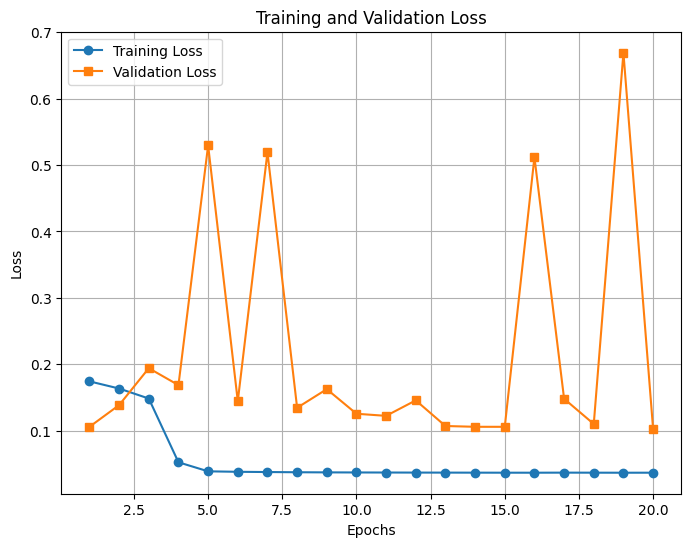 Training and Validation Loss
Training Loss
Validation Loss
0.7
0.6
0.5
0.4
0.3
0.2
0.1
Loss
2.5 5.0 7.5 10.0 12.5 15.0 17.5 20.0
Epochs